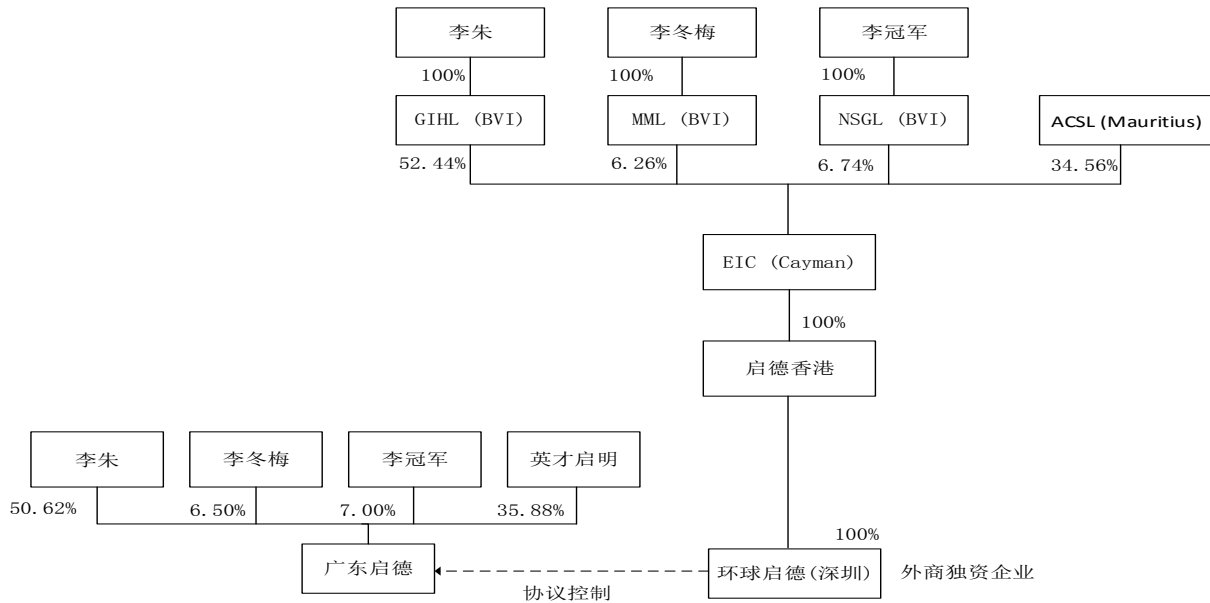 李朱
李冬梅
李冠军
100%
100%
100%
GIHL (BVI)
MML (BVI)
NSGL (BVI)
ACSL (Mauritius)
52.44%
6.26%
6.74%
34.56%
EIC (Cayman)
100%
启德香港
李朱
李冬梅
李冠军
英才启明
50.62%
6.50%
7.00%
35.88%
100%
广东启德
环球启德(深圳)
外商独资企业
协议控制